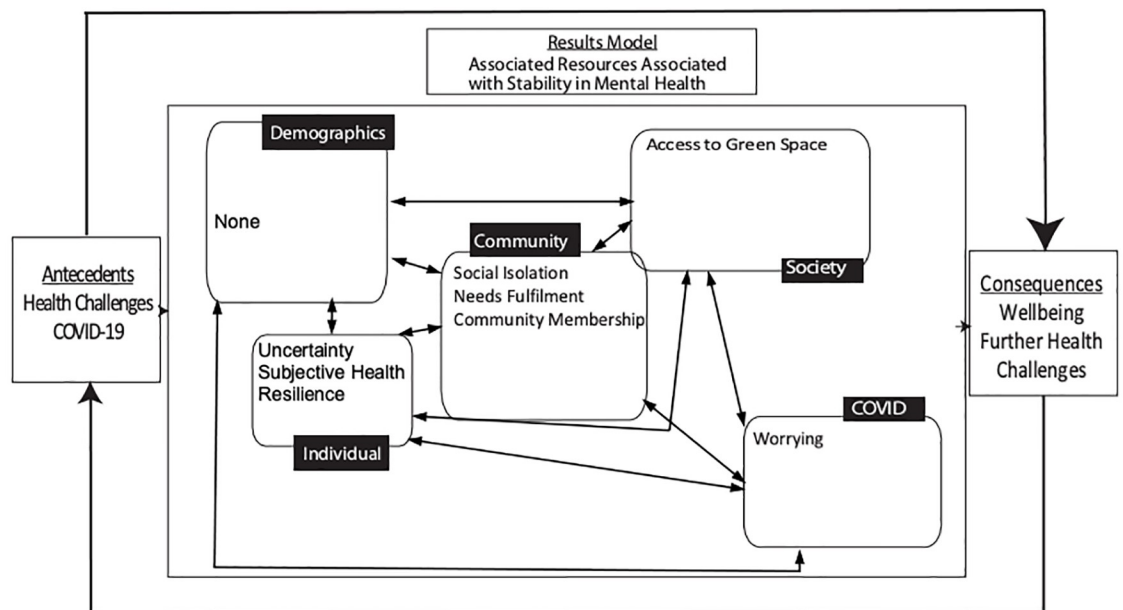 Results Model
Associated Resources Associated
with Stability in Mental Health
Demographics
None
Access to Green Space
Society
Community
Social Isolation
Needs Fulfilment
Community Membership
Antecedents
Health Challenges
COVID-19
Consequences
Wellbeing
Further Health
Challenges
Uncertainty
Subjective Health
Resilience
Individual
COVID
Worrying